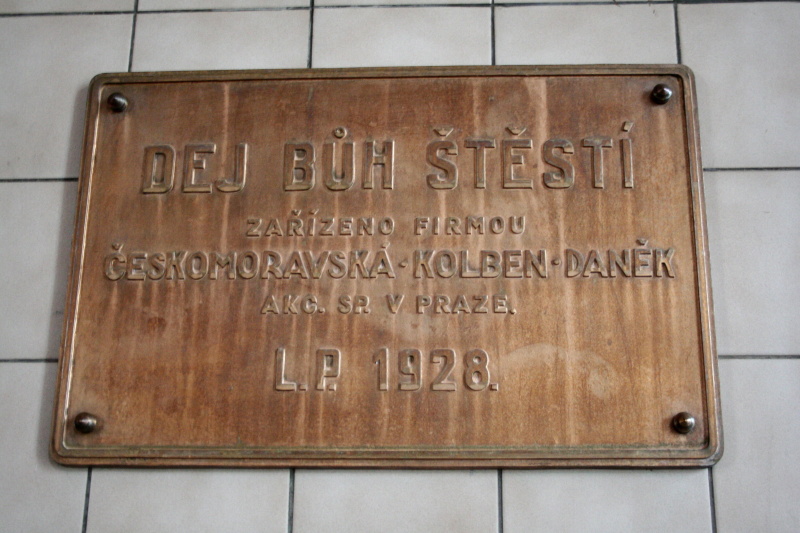 DEJ BŮH ŠTĚSTÍ
ZAŘÍZENO FIRMOU
ČESKOMORAVSKÁ·KOLBEN·DANĚK
AKC. SP. V PRAZE.
L.P. 1928.